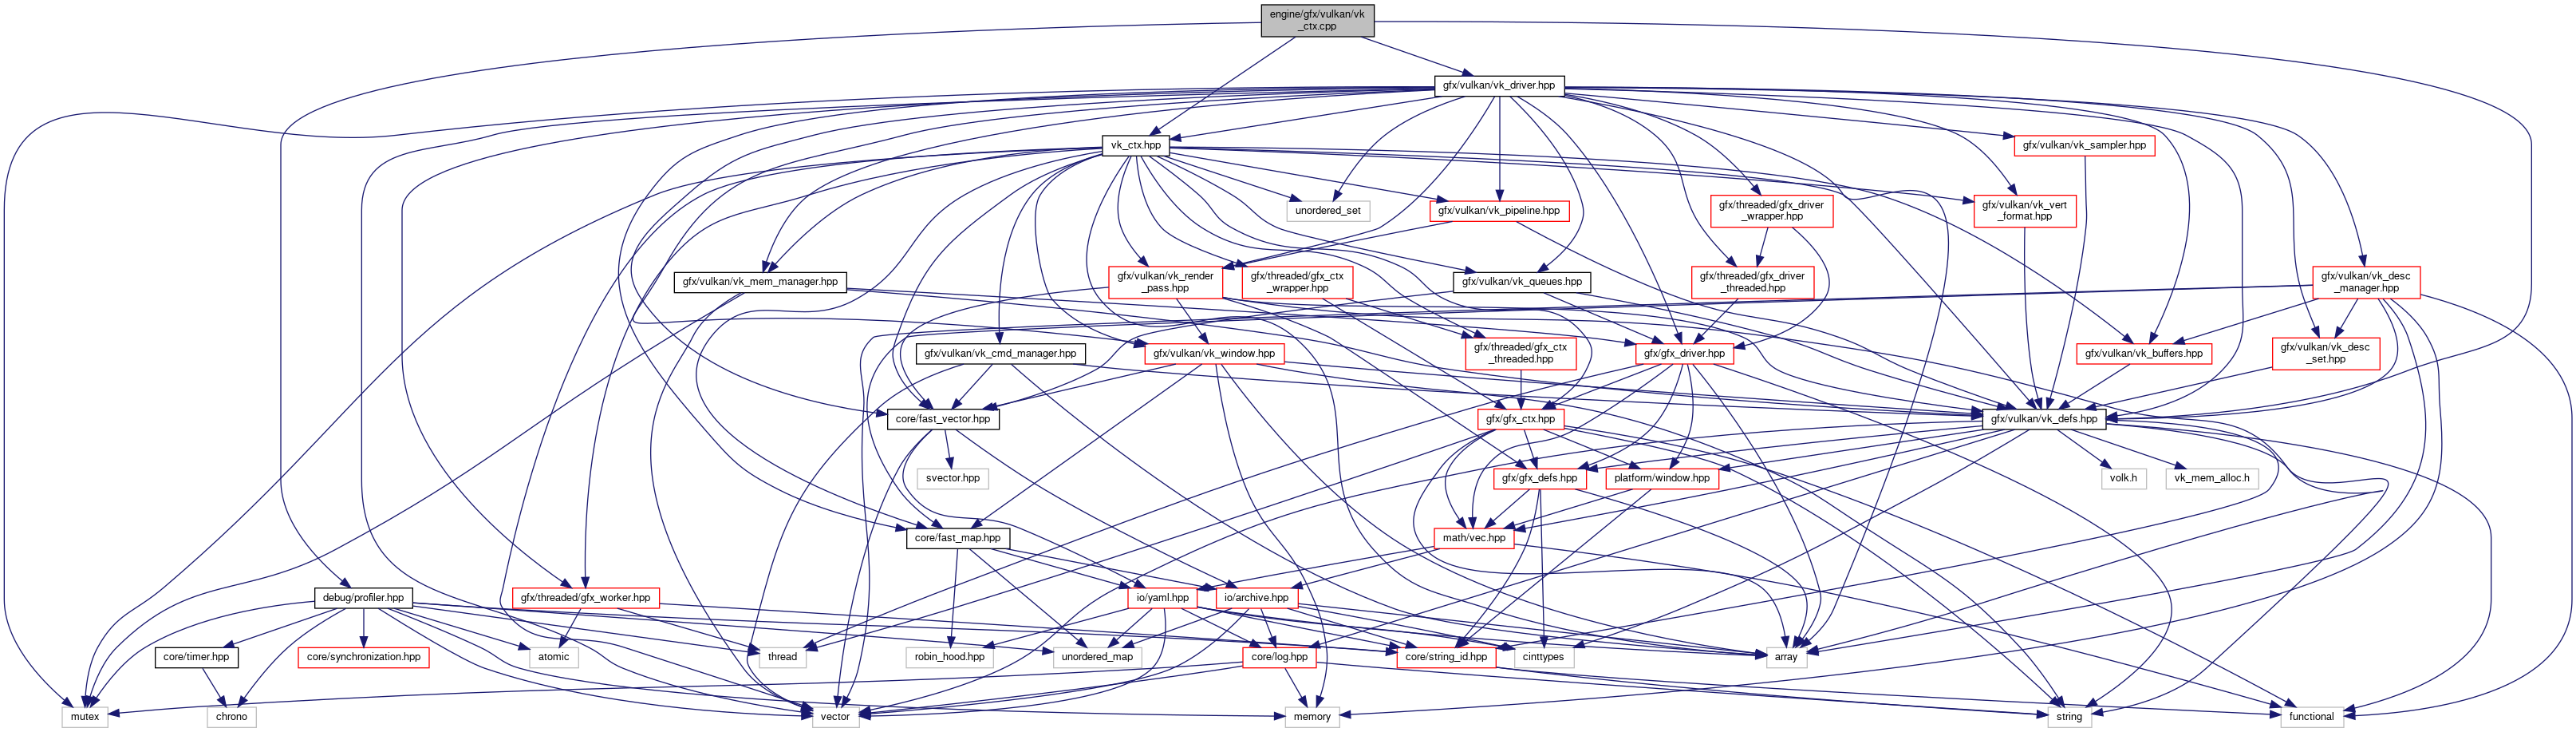 engine/gfx/vulkan/vk
_ctx.cpp
gfx/vulkan/vk_driver.hpp
vk_ctx.hpp
gfx/vulkan/vk_sampler.hpp
unordered_set
gfx/vulkan/vk_pipeline.hpp
gfx/threaded/gfx_driver
_wrapper.hpp
gfx/vulkan/vk_vert
_format.hpp
gfx/vulkan/vk_mem_manager.hpp
gfx/vulkan/vk_render
_pass.hpp
gfx/threaded/gfx_ctx
_wrapper.hpp
gfx/vulkan/vk_queues.hpp
gfx/threaded/gfx_driver
_threaded.hpp
gfx/vulkan/vk_desc
_manager.hpp
gfx/vulkan/vk_cmd_manager.hpp
gfx/vulkan/vk_window.hpp
gfx/threaded/gfx_ctx
_threaded.hpp
gfx/gfx_driver.hpp
gfx/vulkan/vk_buffers.hpp
gfx/vulkan/vk_desc
_set.hpp
core/fast_vector.hpp
gfx/gfx_ctx.hpp
gfx/vulkan/vk_defs.hpp
svector.hpp
gfx/gfx_defs.hpp
platform/window.hpp
volk.h
vk_mem_alloc.h
core/fast_map.hpp
math/vec.hpp
debug/profiler.hpp
gfx/threaded/gfx_worker.hpp
io/yaml.hpp
io/archive.hpp
core/timer.hpp
core/synchronization.hpp
atomic
thread
robin_hood.hpp
unordered_map
core/log.hpp
core/string_id.hpp
cinttypes
array
mutex
chrono
memory
vector
string
functional